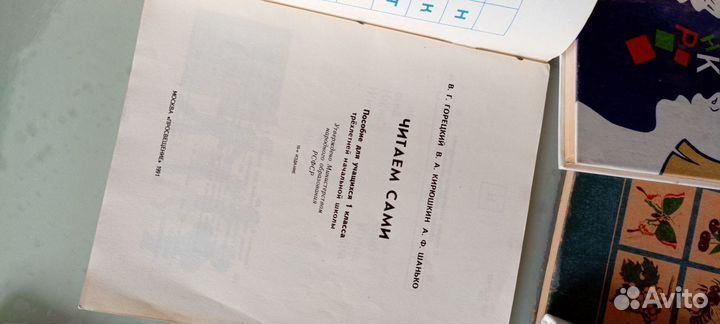 В. Г. ГОРЕЦКИЙ В. А. КИРЮШКИН А. Ф. ШАНЬКО
ЧИТАЕМ САМИ
Пособие для учащихся 1 класса
трёхлетней начальной школы
Утверждено Министерством
народного образования
РСФСР
МОСКВА «ПРОСВЕЩЕНИЕ» 1991
Н
К
Т
Н
Р
К
Avito